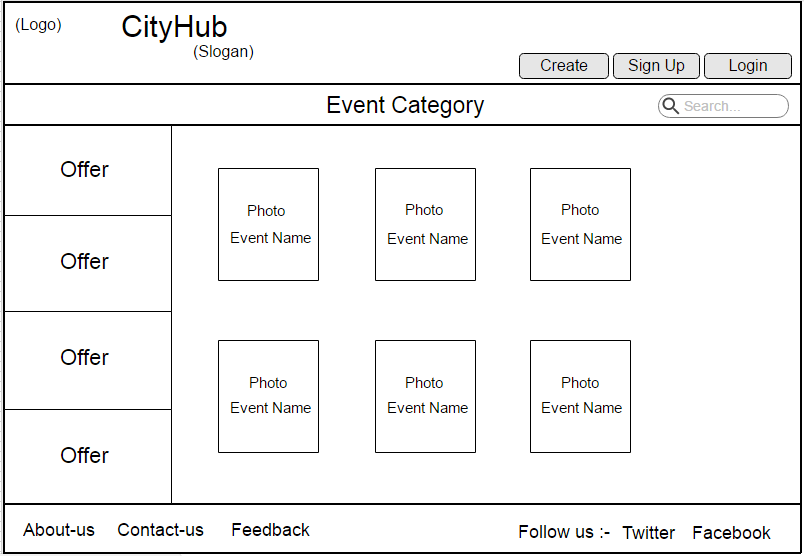 (Logo)
CityHub
(Slogan)
Create
Sign Up
Login
Event Category
Search...
Offer
Offer
Offer
Offer
Photo
Event Name
Photo
Event Name
Photo
Event Name
Photo
Event Name
Photo
Event Name
Photo
Event Name
About-us
Contact-us
Feedback
Follow us :-
Twitter
Facebook